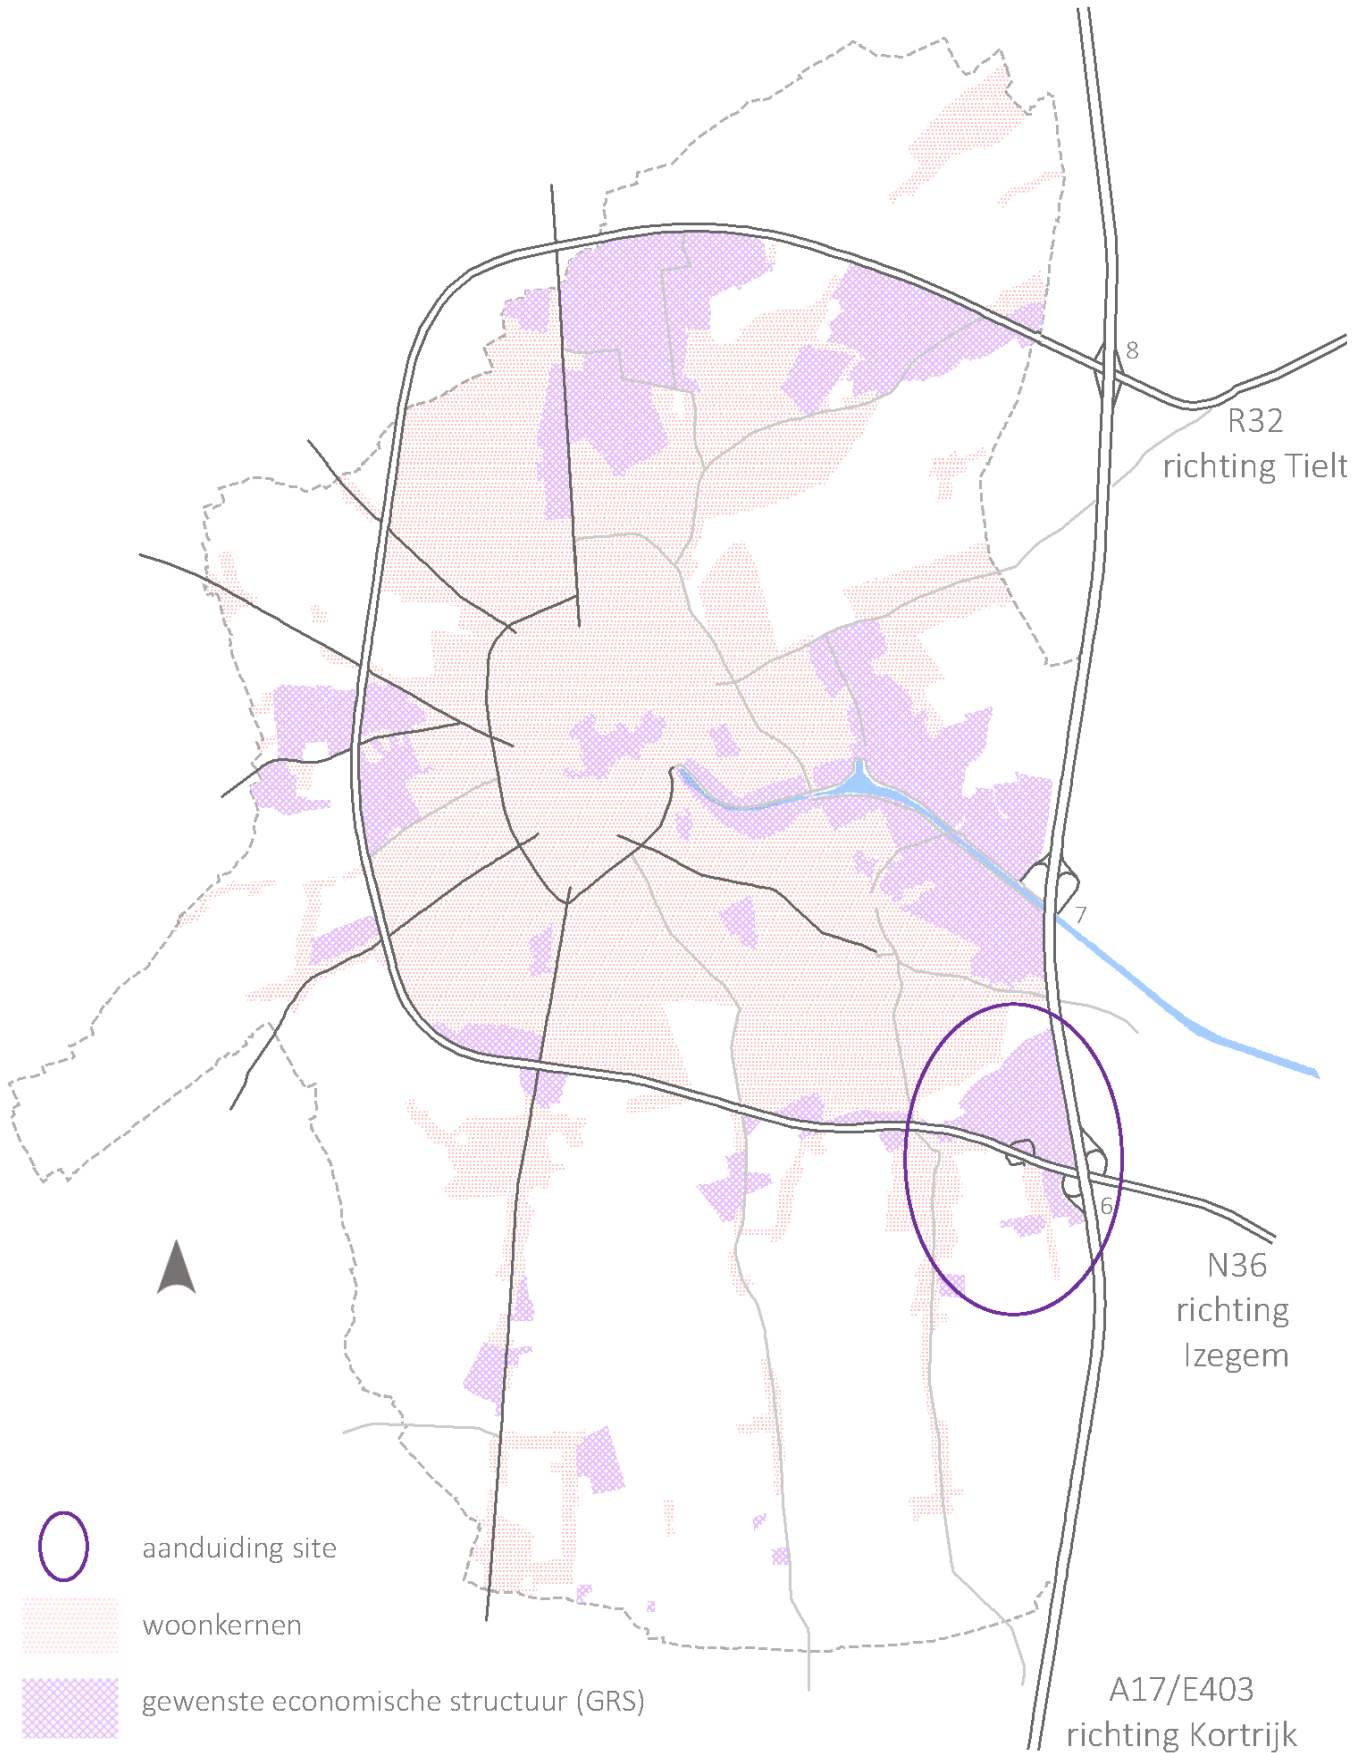 8
R32
richting Tielt
7
6
N36
richting
Izegem
aanduiding site
woonkernen
gewenste economische structuur (GRS)
A17/E403
richting Kortrijk